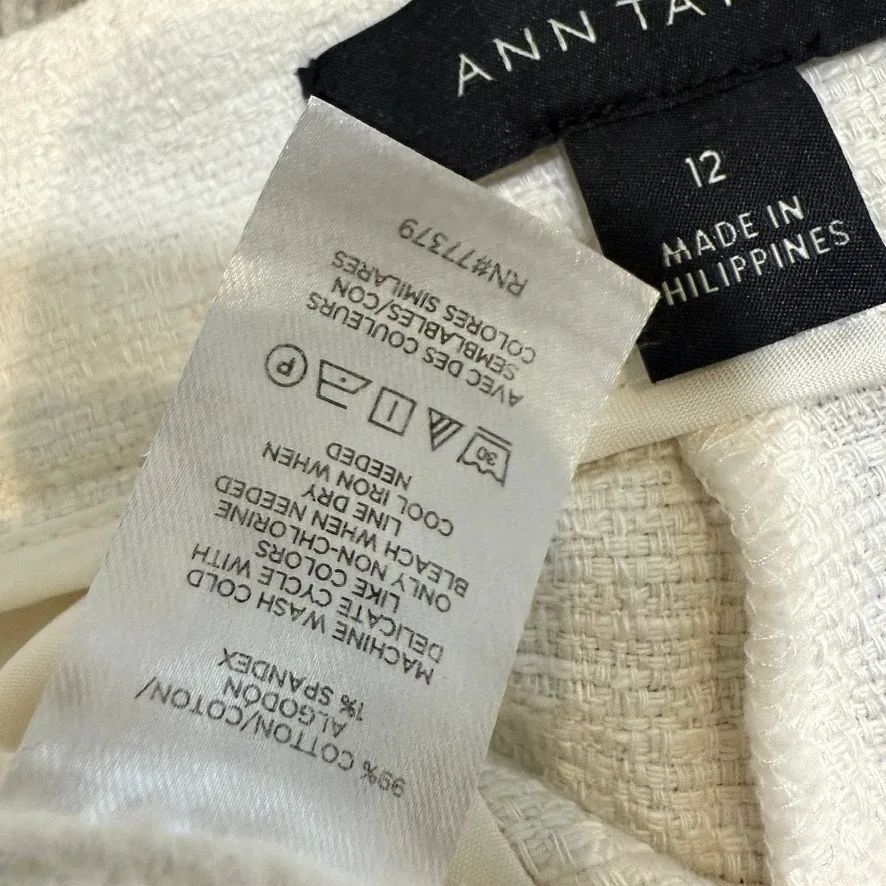 ANN TA
12
MADE IN
PHILIPPINES
99% COTTON/COTTON/
ALGODÓN
1% SPANDEX
MACHINE WASH COLD
DELICATE CYCLE WITH
LIKE COLORS
ONLY NON-CHLORINE
BLEACH WHEN NEEDED
LINE DRY
COOL IRON WHEN
NEEDED
30
P
AVEC DES COULEURS
SEMBLABLES/CON
COLORES SIMILARES
RN#77379